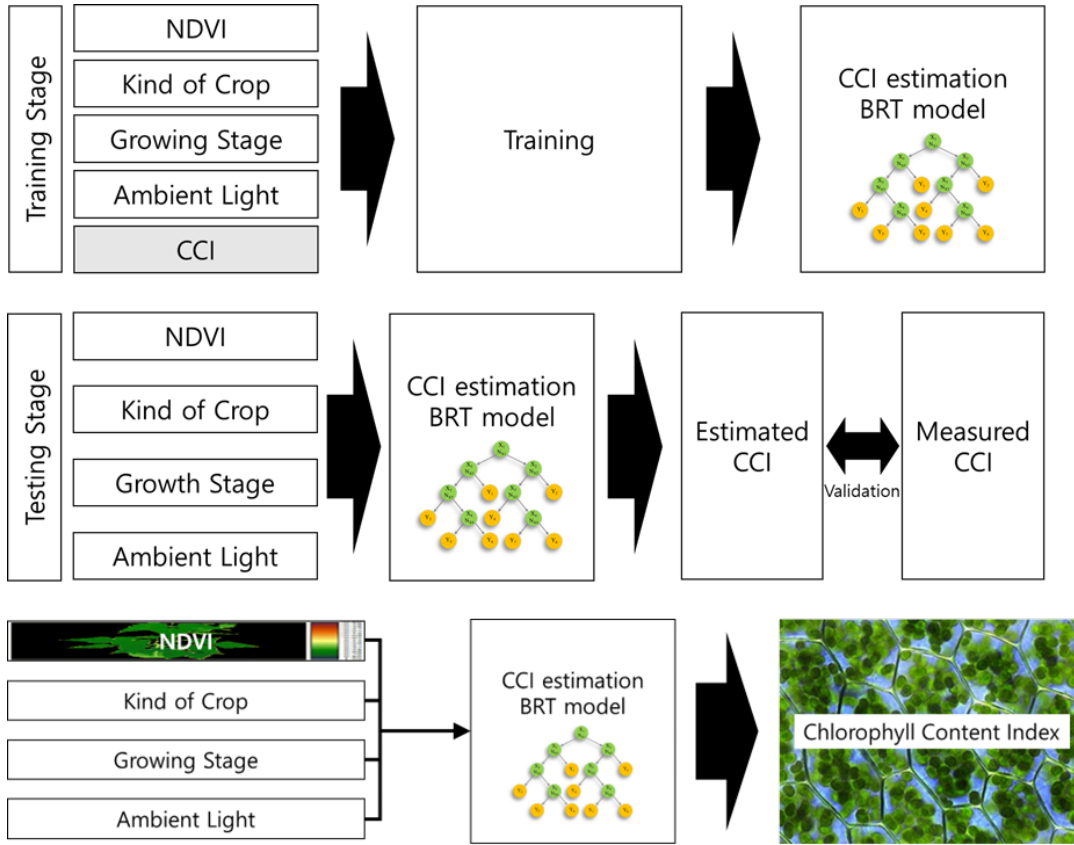 Training Stage
NDVI
Kind of Crop
Growing Stage
Ambient Light
CCI
Training
CCI estimation
BRT model
Testing Stage
NDVI
Kind of Crop
Growth Stage
Ambient Light
CCI estimation
BRT model
Estimated
CCI
Validation
Measured
CCI
NDVI
Kind of Crop
Growing Stage
Ambient Light
CCI estimation
BRT model
Chlorophyll Content Index